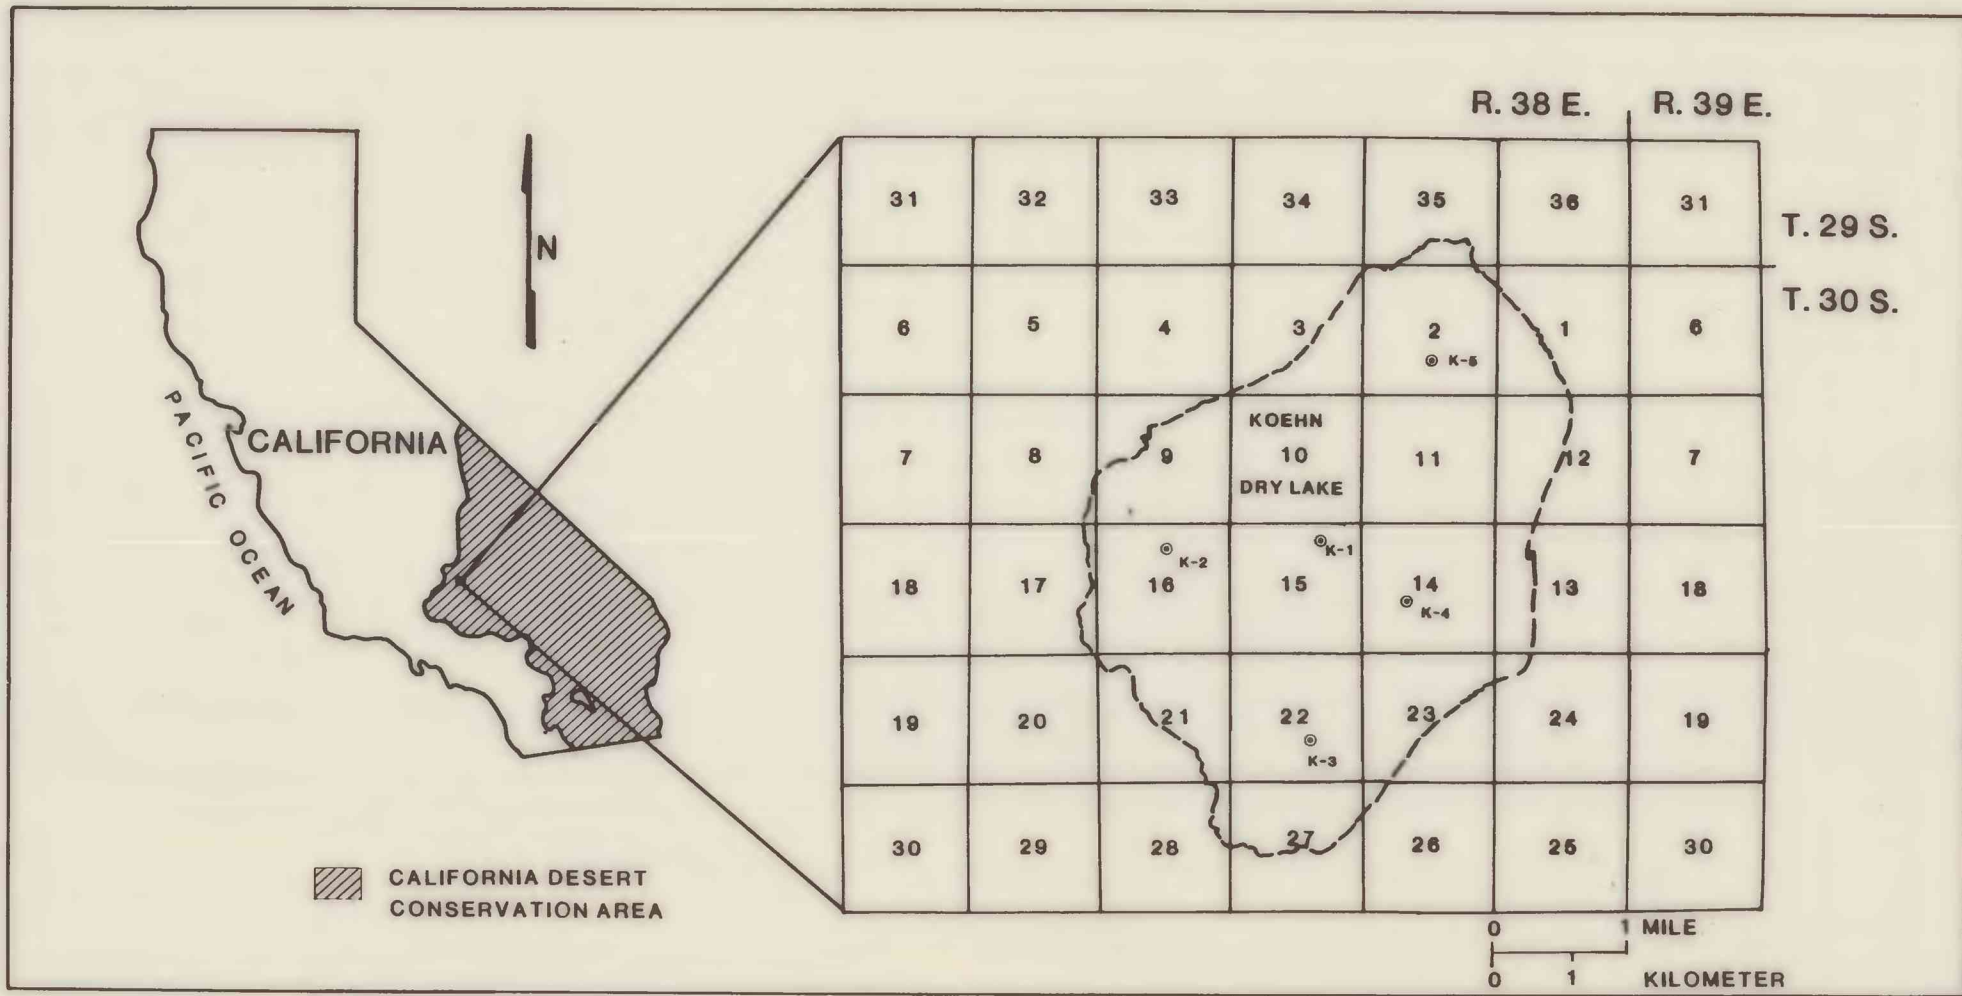 R. 38 E. R. 39 E.
31 32 33 34 35 36 31
T. 29 S.
N
T. 30 S.
6 5 4 3 2 1 6
K-5
PACIFIC OCEAN
CALIFORNIA
KOEHN
7 8 9 10 11 12 7
DRY LAKE
K-1
K-2
18 17 16 15 14 13 18
K-4
19 20 21 22 23 24 19
K-3
30 29 28 27 26 25 30
CALIFORNIA DESERT
CONSERVATION AREA
0 1 MILE
0 1 KILOMETER